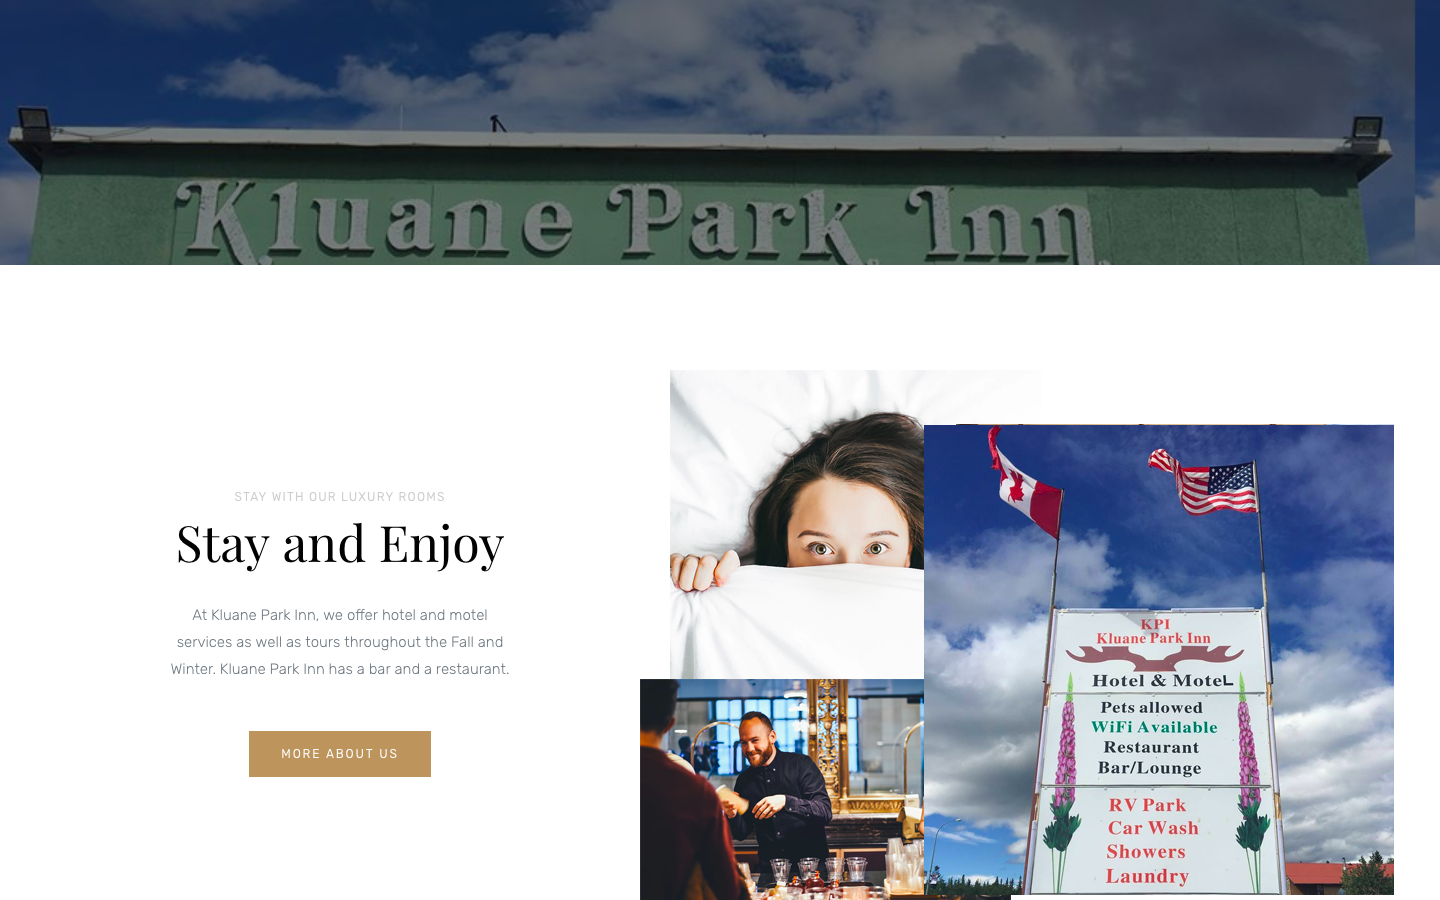 Kluane Park Inn
STAY WITH OUR LUXURY ROOMS
Stay and Enjoy
At Kluane Park Inn, we offer hotel and motel
services as well as tours throughout the Fall and
Winter. Kluane Park Inn has a bar and a restaurant.
MORE ABOUT US
KPI
Kluane Park Inn
Hotel & MoteL
Pets allowed
WiFi Available
Restaurant
Bar/Lounge
RV Park
Car Wash
Showers
Laundry